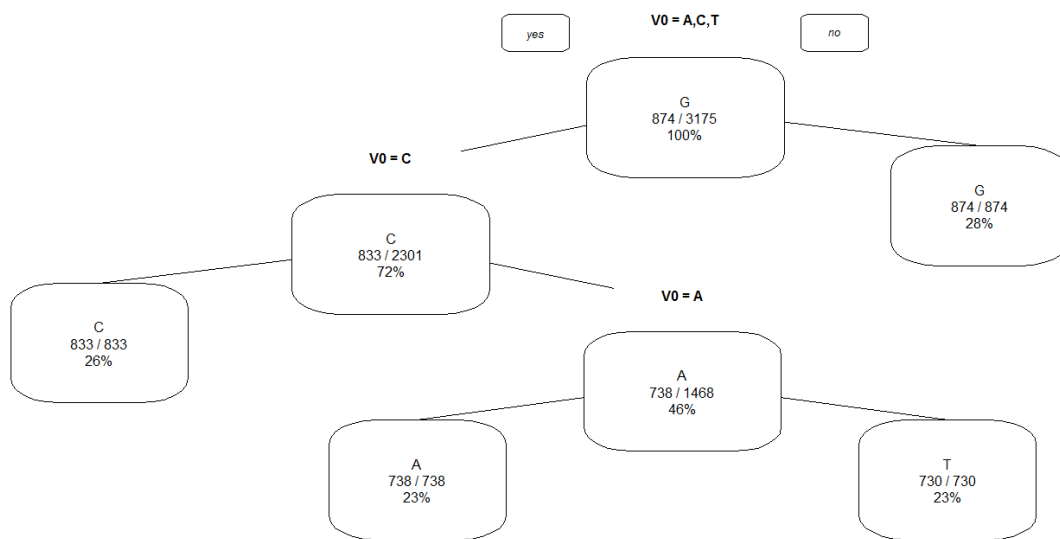 V0 = A,C,T
yes
no
G
874 / 3175
100%
V0 = C
G
874 / 874
28%
C
833 / 2301
72%
V0 = A
C
833 / 833
26%
A
738 / 1468
46%
A
738 / 738
23%
T
730 / 730
23%